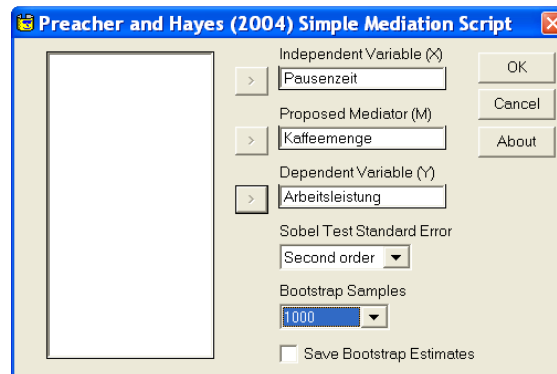 Preacher and Hayes (2004) Simple Mediation Script
Independent Variable (X)
> Pausenzeit
OK
Proposed Mediator (M)
> Kaffeemenge
Cancel
About
Dependent Variable (Y)
> Arbeitsleistung
Sobel Test Standard Error
Second order
Bootstrap Samples
1000
Save Bootstrap Estimates